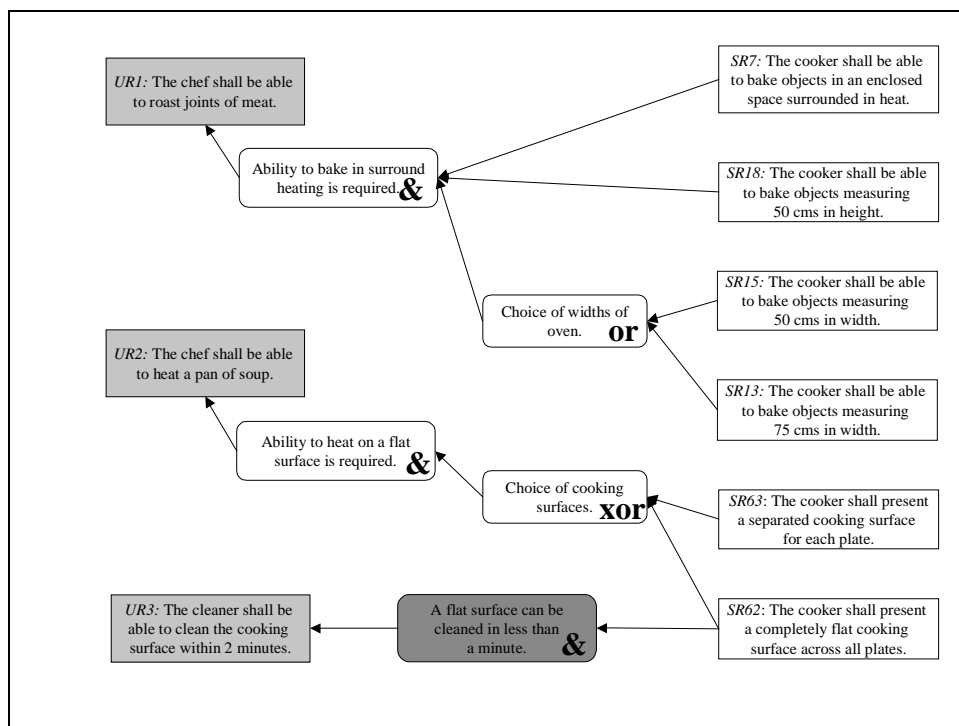 UR1: The chef shall be able
to roast joints of meat.
SR7: The cooker shall be able
to bake objects in an enclosed
space surrounded in heat.
Ability to bake in surround
heating is required. &
SR18: The cooker shall be able
to bake objects measuring
50 cms in height.
SR15: The cooker shall be able
to bake objects measuring
50 cms in width.
Choice of widths of
oven. or
UR2: The chef shall be able
to heat a pan of soup.
SR13: The cooker shall be able
to bake objects measuring
75 cms in width.
Ability to heat on a flat
surface is required. &
Choice of cooking
surfaces. xor
SR63: The cooker shall present
a separated cooking surface
for each plate.
UR3: The cleaner shall be
able to clean the cooking
surface within 2 minutes.
A flat surface can be
cleaned in less than
a minute. &
SR62: The cooker shall present
a completely flat cooking
surface across all plates.